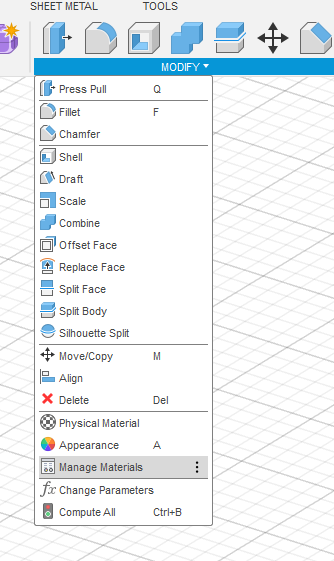 SHEET METAL TOOLS
MODIFY
Press Pull Q
Fillet F
Chamfer
Shell
Draft
Scale
Combine
Offset Face
Replace Face
Split Face
Split Body
Silhouette Split
Move/Copy M
Align
Delete Del
Physical Material
Appearance A
Manage Materials
fx Change Parameters
Compute All Ctrl+B